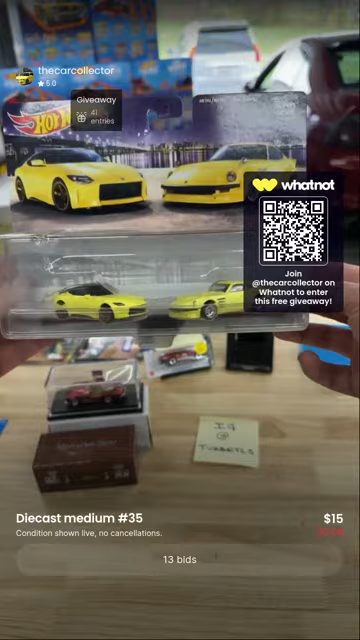 thecarcollector
5.0
Giveaway
41
entries
HOT
whatnot
Join
@thecarcollector on
Whatnot to enter
this free giveaway!
IG
@
Diecast medium #35
$15
Condition shown live, no cancellations.
13 bids